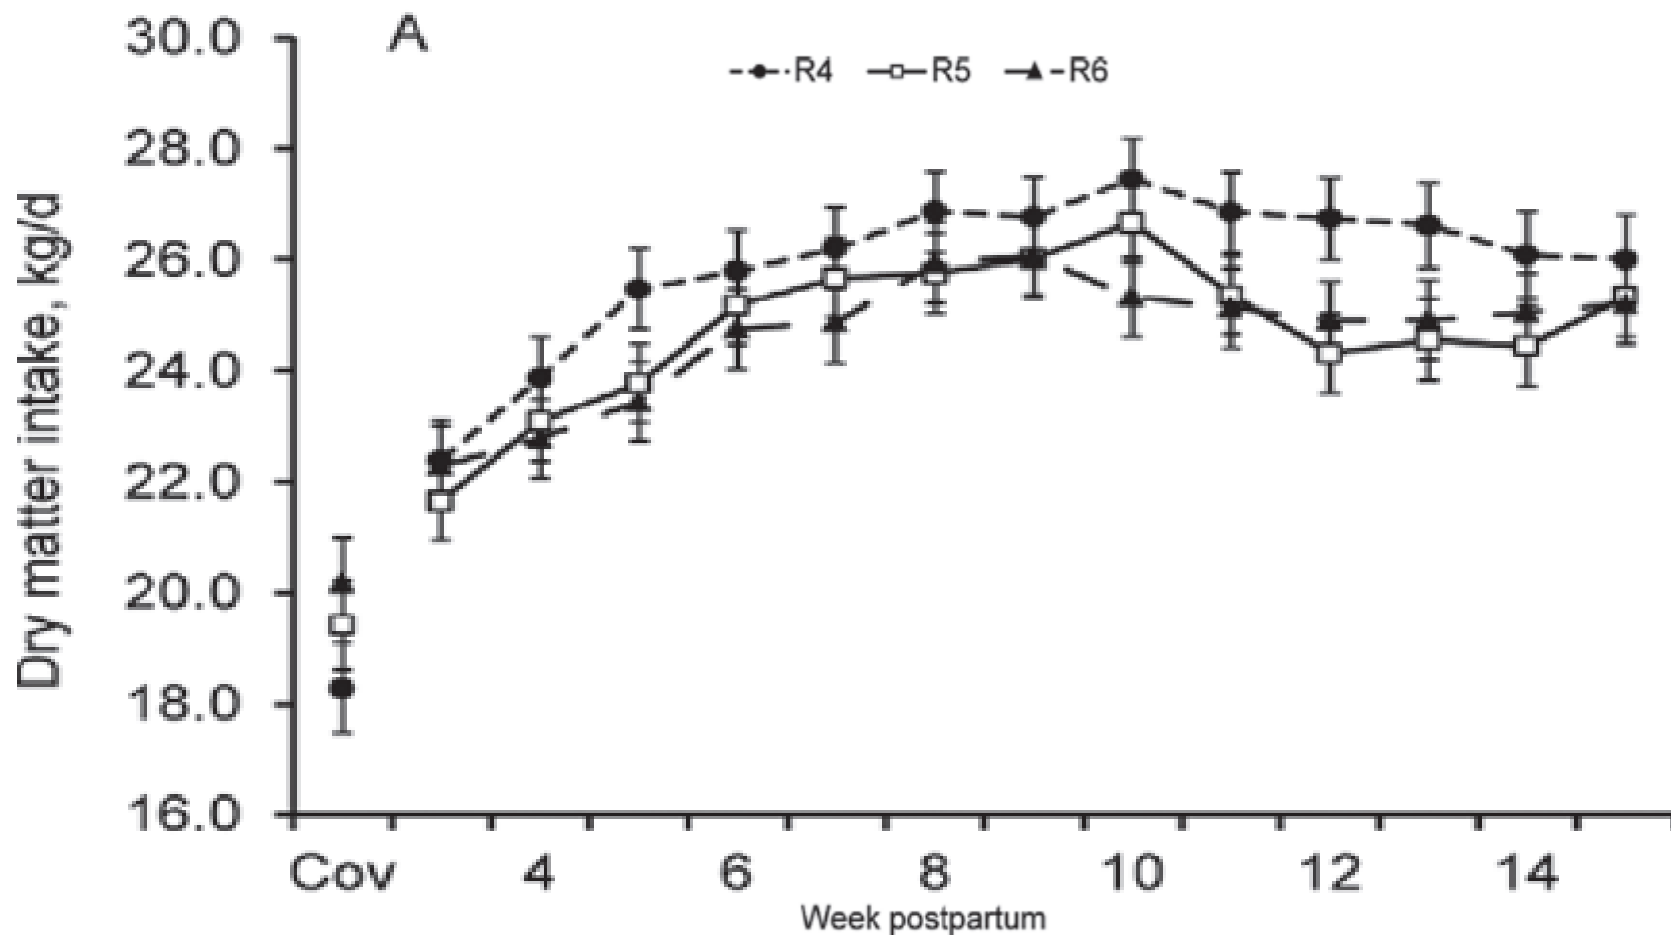 A
R4 R5 R6
30.0
28.0
26.0
24.0
22.0
20.0
18.0
16.0
Dry matter intake, kg/d
Cov 4 6 8 10 12 14
Week postpartum